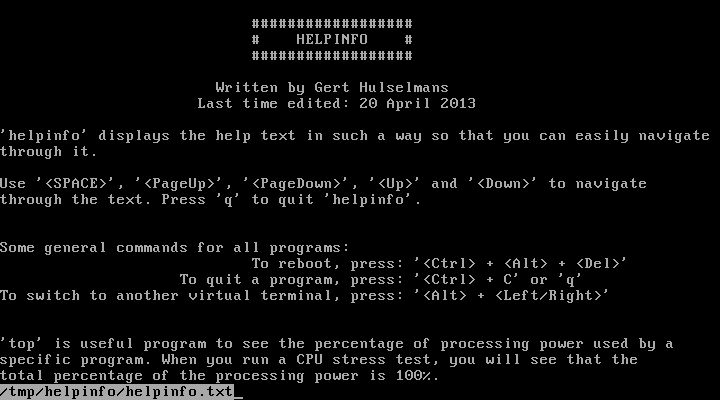 ##################
#    HELPINFO    #
##################
Written by Gert Hulselmans
Last time edited: 20 April 2013
'helpinfo' displays the help text in such a way so that you can easily navigate
through it.
Use '<SPACE>', '<PageUp>', '<PageDown>', '<Up>' and '<Down>' to navigate
through the text. Press 'q' to quit 'helpinfo'.
Some general commands for all programs:
To reboot, press: '<Ctrl> + <Alt> + <Del>'
To quit a program, press: '<Ctrl> + C' or 'q'
To switch to another virtual terminal, press: '<Alt> + <Left/Right>'
'top' is useful program to see the percentage of processing power used by a
specific program. When you run a CPU stress test, you will see that the
total percentage of the processing power is 100%.
/tmp/helpinfo/helpinfo.txt_